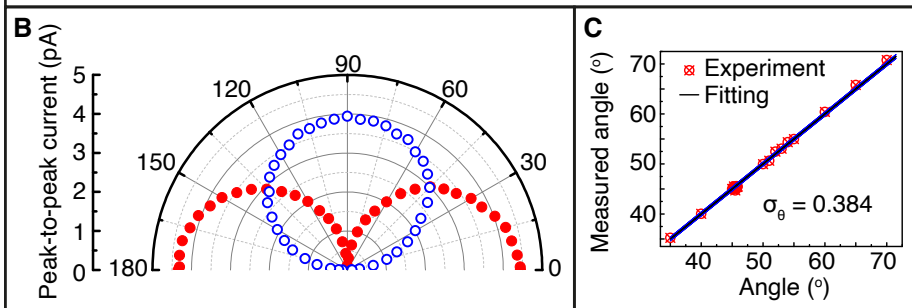 B
Peak-to-peak current (pA)
5
4
3
2
1
0
180
150
120
90
60
30
0
C
Measured angle (°)
70
60
50
40
Experiment
Fitting
σθ = 0.384
40 50 60 70
Angle (°)